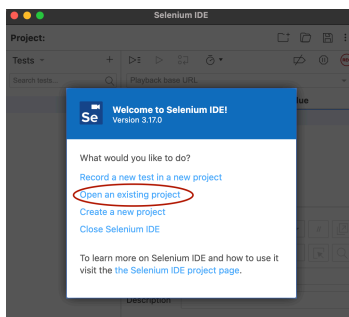 Selenium IDE
Project:
Tests
Search tests...
Playback base URL
Se
Welcome to Selenium IDE!
Version 3.17.0
lue
What would you like to do?
Record a new test in a new project
Open an existing project
Create a new project
Close Selenium IDE
To learn more on Selenium IDE and how to use it
visit the the Selenium IDE project page.
Description